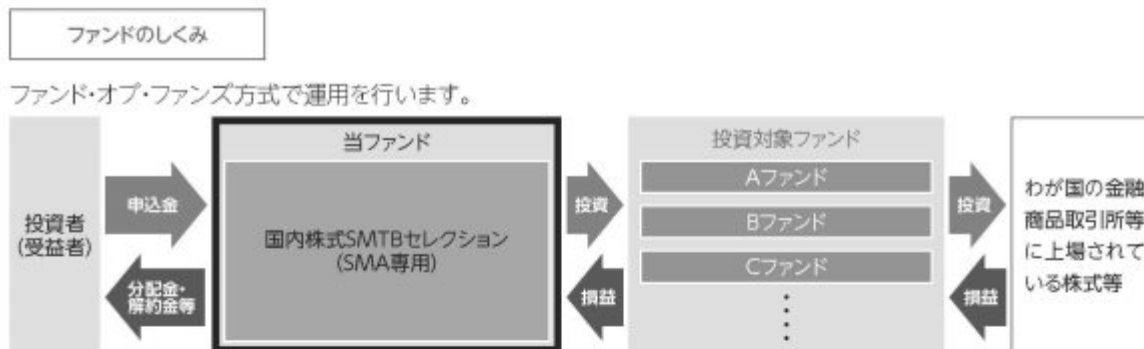 ファンドのしくみ
ファンド・オブ・ファンズ方式で運用を行います。
投資者
(受益者)
申込金
分配金・
解約金等
当ファンド
国内株式SMTBセレクション
(SMA専用)
投資
損益
投資対象ファンド
Aファンド
Bファンド
Cファンド
投資
損益
わが国の金融
商品取引所等
に上場されて
いる株式等